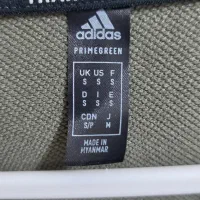 adidas
PRIMEGREEN
UK US F
S S S
D I E
S S S
CDN J
S/P M
MADE IN
MYANMAR